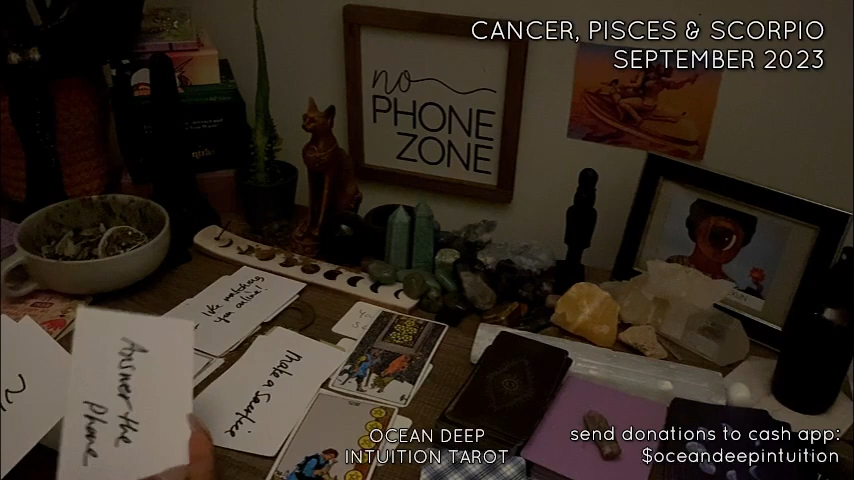 CANCER, PISCES & SCORPIO
SEPTEMBER 2023
no
PHONE
ZONE
like watching
you online!
Make a Sacrifice
Answer the
Phone
OCEAN DEEP
INTUITION TAROT
send donations to cash app:
$oceandeepintuition